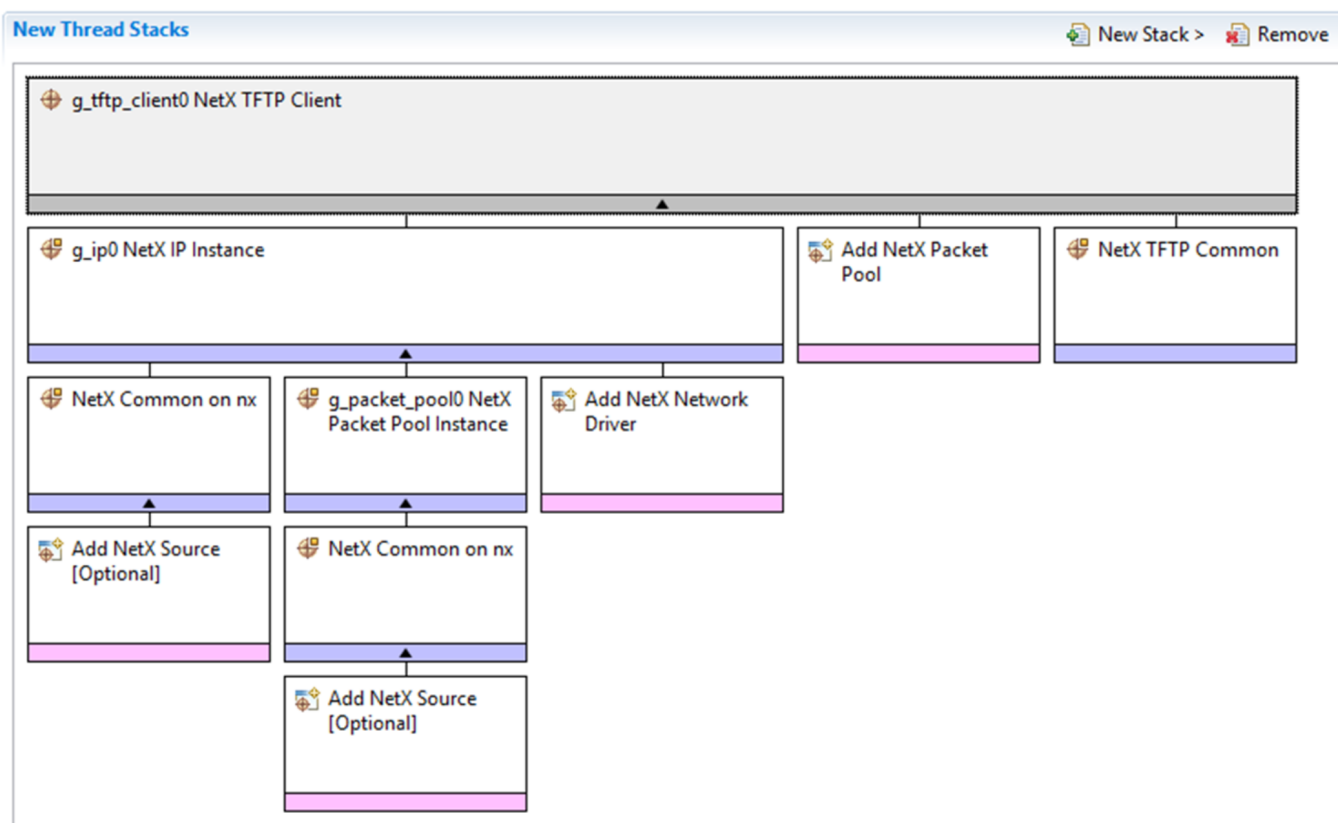 New Thread Stacks
New Stack > Remove
g_tftp_client0 NetX TFTP Client
g_ip0 NetX IP Instance
Add NetX Packet
Pool
NetX TFTP Common
NetX Common on nx
g_packet_pool0 NetX
Packet Pool Instance
Add NetX Network
Driver
Add NetX Source
[Optional]
NetX Common on nx
Add NetX Source
[Optional]